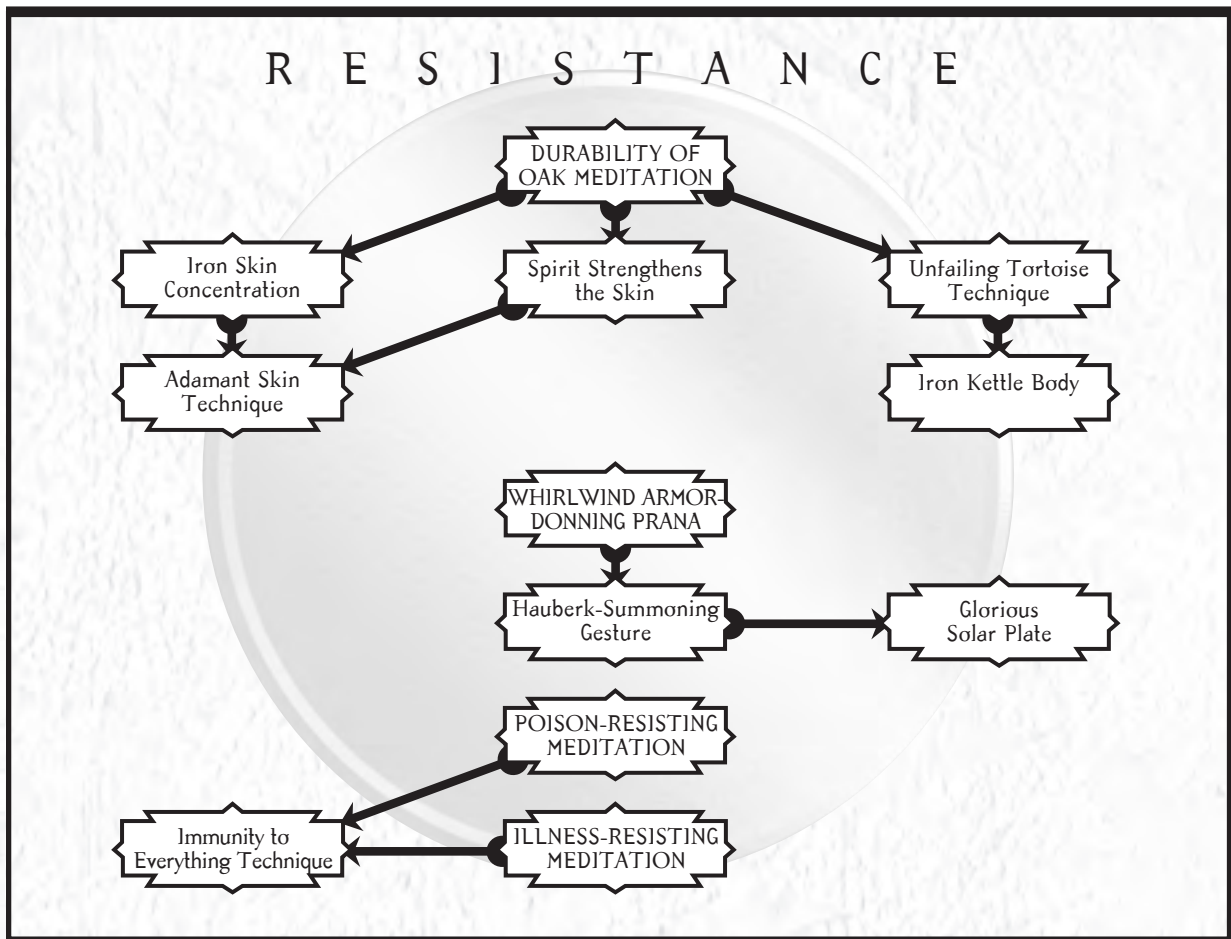 RESISTANCE
DURABILITY OF
OAK MEDITATION
Iron Skin
Concentration
Spirit Strengthens
the Skin
Unfailing Tortoise
Technique
Adamant Skin
Technique
Iron Kettle Body
WHIRLWIND ARMOR-
DONNING PRANA
Hauberk-Summoning
Gesture
Glorious
Solar Plate
POISON-RESISTING
MEDITATION
Immunity to
Everything Technique
ILLNESS-RESISTING
MEDITATION